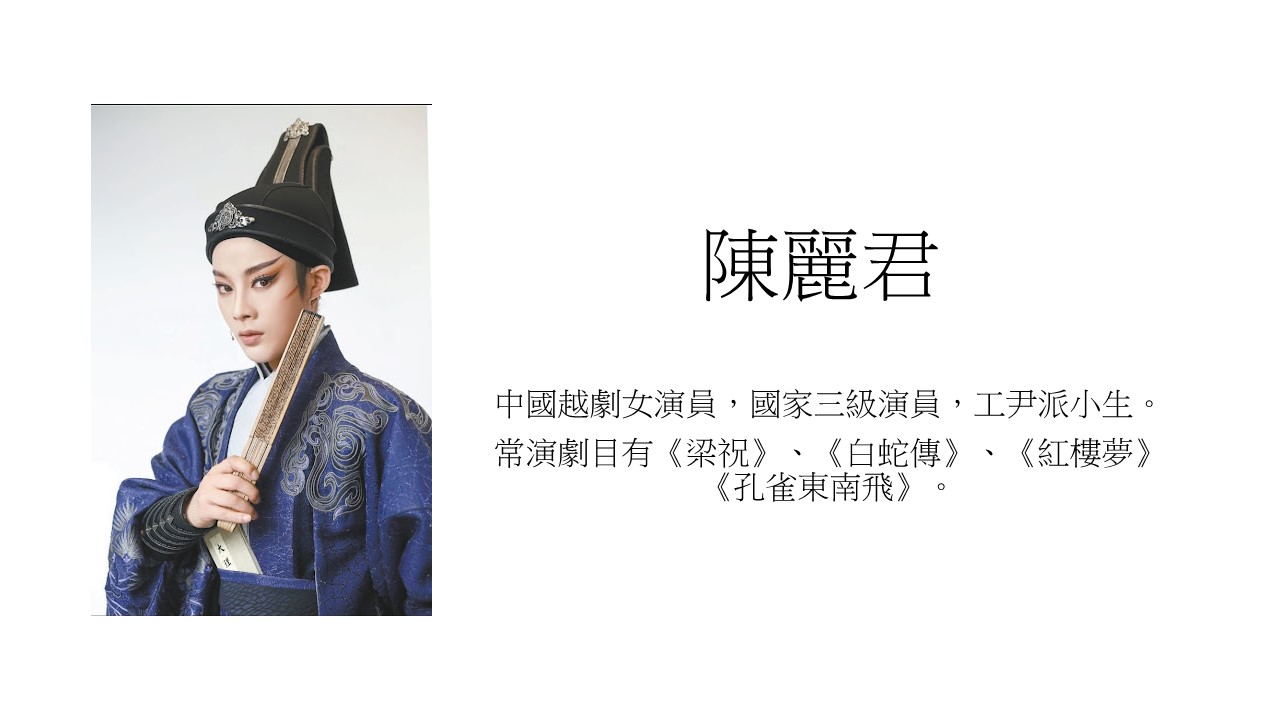 陳麗君
中國越劇女演員，國家三級演員，工尹派小生。
常演劇目有《梁祝》、《白蛇傳》、《紅樓夢》
《孔雀東南飛》。